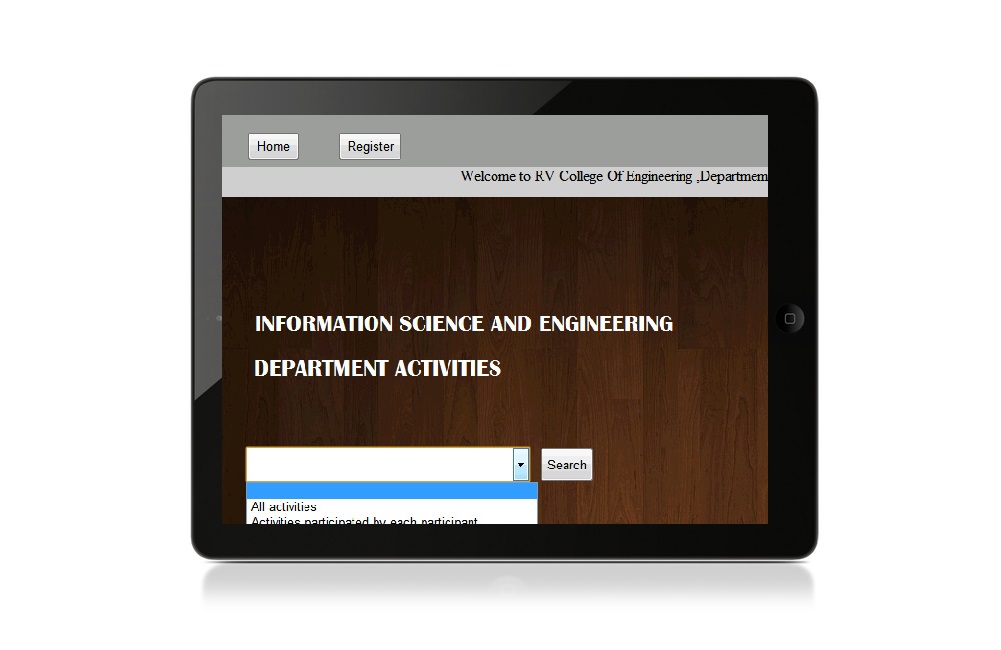 Home Register
Welcome to RV College Of Engineering ,Departmen
INFORMATION SCIENCE AND ENGINEERING
DEPARTMENT ACTIVITIES
Search
All activities
Activities participated by each participant